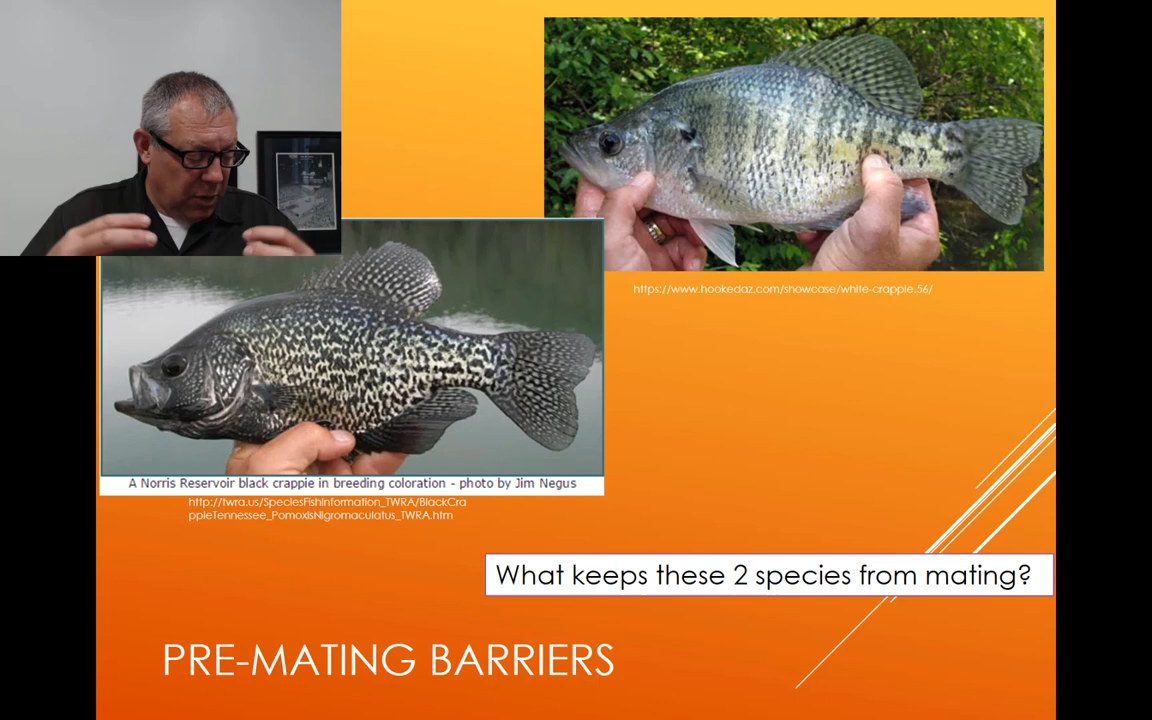 https://www.hookedaz.com/showcase/white-crappie.56/
A Norris Reservoir black crappie in breeding coloration - photo by Jim Negus
http://twra.us/SpeciesFishInformation_TWRA/BlackCra
ppieTennessee_PomoxisNigromaculatus_TWRA.htm
What keeps these 2 species from mating?
PRE-MATING BARRIERS